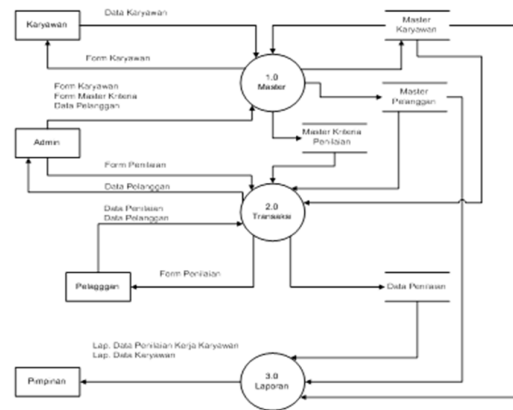 Data Karyawan
Karyawan
Form Karyawan
Master
Karyawan
1.0
Master
Form Karyawan
Form Master Kriteria
Data Pelanggan
Master
Pelanggan
Master Kriteria
Penilaian
Admin
Form Penilaian
Data Pelanggan
Data Penilaian
Data Pelanggan
2.0
Transaksi
Form Penilaian
Pelagggan
Data Penilaian
Lap. Data Penilaian Kerja Karyawan
Lap. Data Karyawan
Pimpinan
3.0
Laporan